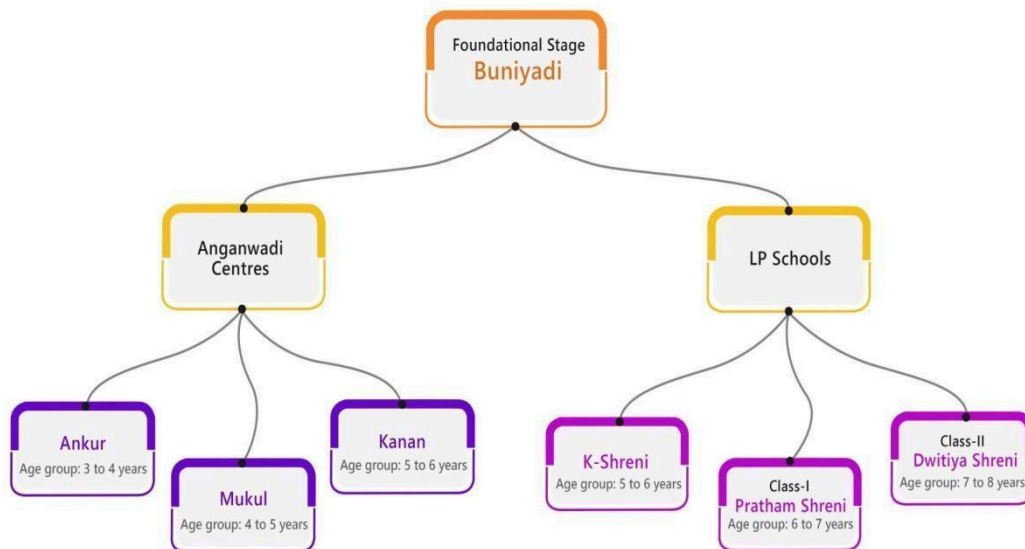 Foundational Stage
Buniyadi
Anganwadi
Centres
LP Schools
Ankur
Age group: 3 to 4 years
Mukul
Age group: 4 to 5 years
Kanan
Age group: 5 to 6 years
K-Shreni
Age group: 5 to 6 years
Class-I
Pratham Shreni
Age group: 6 to 7 years
Class-II
Dwitiya Shreni
Age group: 7 to 8 years